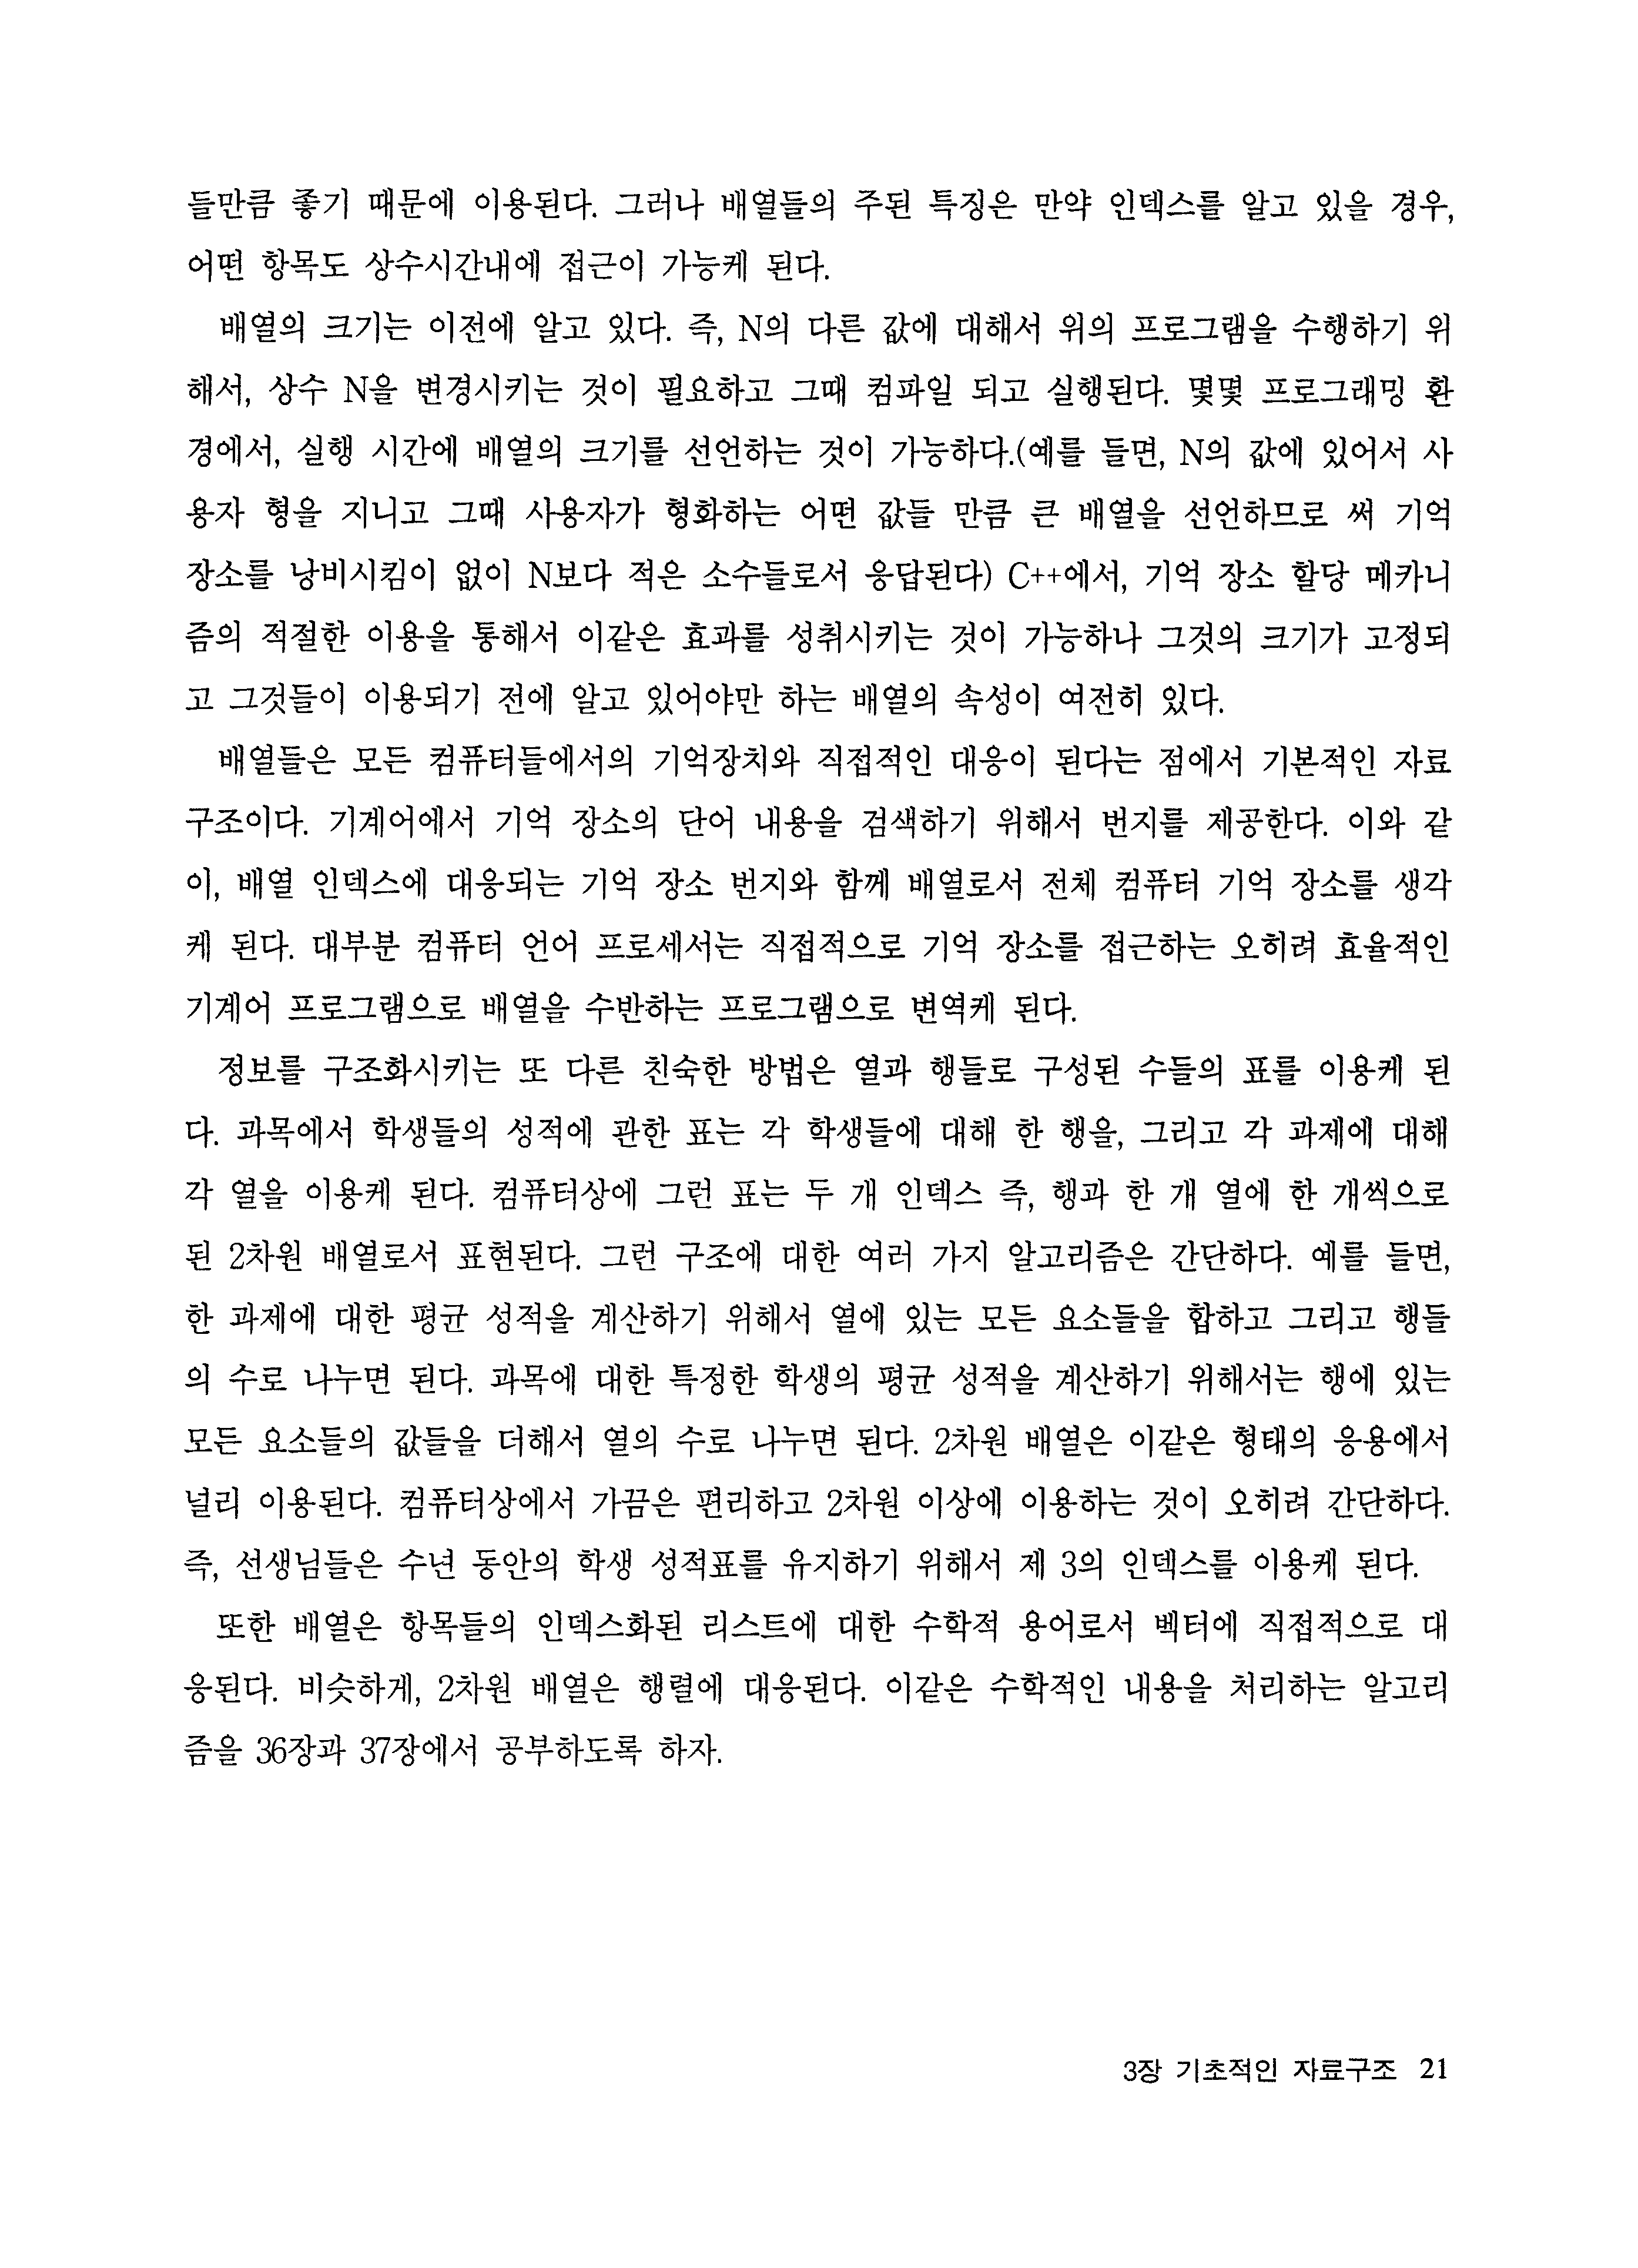 들만큼 좋기 때문에 이용된다. 그러나 배열들의 주된 특징은 만약 인덱스를 알고 있을 경우,
어떤 항목도 상수시간내에 접근이 가능케 된다.
배열의 크기는 이전에 알고 있다. 즉, N의 다른 값에 대해서 위의 프로그램을 수행하기 위
해서, 상수 N을 변경시키는 것이 필요하고 그때 컴파일 되고 실행된다. 몇몇 프로그래밍 환
경에서, 실행 시간에 배열의 크기를 선언하는 것이 가능하다.(예를 들면, N의 값에 있어서 사
용자 형을 지니고 그때 사용자가 형화하는 어떤 값들 만큼 큰 배열을 선언하므로 써 기억
장소를 낭비시킴이 없이 N보다 적은 소수들로서 응답된다) C++에서, 기억 장소 할당 메카니
즘의 적절한 이용을 통해서 이같은 효과를 성취시키는 것이 가능하나 그것의 크기가 고정되
고 그것들이 이용되기 전에 알고 있어야만 하는 배열의 속성이 여전히 있다.
배열들은 모든 컴퓨터들에서의 기억장치와 직접적인 대응이 된다는 점에서 기본적인 자료
구조이다. 기계어에서 기억 장소의 단어 내용을 검색하기 위해서 번지를 제공한다. 이와 같
이, 배열 인덱스에 대응되는 기억 장소 번지와 함께 배열로서 전체 컴퓨터 기억 장소를 생각
케 된다. 대부분 컴퓨터 언어 프로세서는 직접적으로 기억 장소를 접근하는 오히려 효율적인
기계어 프로그램으로 배열을 수반하는 프로그램으로 변역케 된다.
정보를 구조화시키는 또 다른 친숙한 방법은 열과 행들로 구성된 수들의 표를 이용케 된
다. 과목에서 학생들의 성적에 관한 표는 각 학생들에 대해 한 행을, 그리고 각 과제에 대해
각 열을 이용케 된다. 컴퓨터상에 그런 표는 두 개 인덱스 즉, 행과 한 개 열에 한 개씩으로
된 2차원 배열로서 표현된다. 그런 구조에 대한 여러 가지 알고리즘은 간단하다. 예를 들면,
한 과제에 대한 평균 성적을 계산하기 위해서 열에 있는 모든 요소들을 합하고 그리고 행들
의 수로 나누면 된다. 과목에 대한 특정한 학생의 평균 성적을 계산하기 위해서는 행에 있는
모든 요소들의 값들을 더해서 열의 수로 나누면 된다. 2차원 배열은 이같은 형태의 응용에서
널리 이용된다. 컴퓨터상에서 가끔은 편리하고 2차원 이상에 이용하는 것이 오히려 간단하다.
즉, 선생님들은 수년 동안의 학생 성적표를 유지하기 위해서 제 3의 인덱스를 이용케 된다.
또한 배열은 항목들의 인덱스화된 리스트에 대한 수학적 용어로서 벡터에 직접적으로 대
응된다. 비슷하게, 2차원 배열은 행렬에 대응된다. 이같은 수학적인 내용을 처리하는 알고리
즘을 36장과 37장에서 공부하도록 하자.
3장 기초적인 자료구조 21